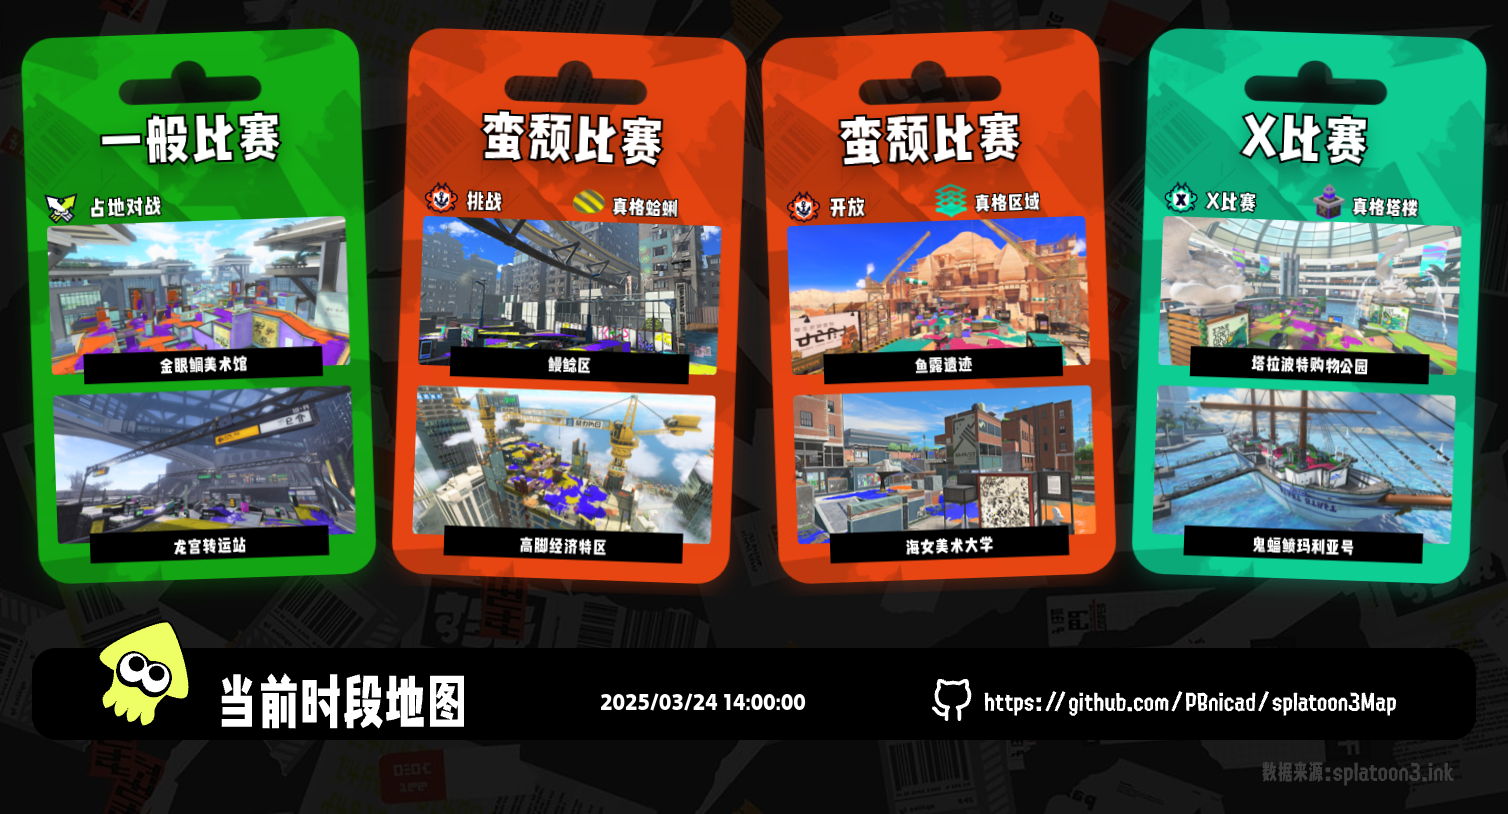 一般比赛
占地对战
金眼鲷美术馆
龙宫转运站
蛮颓比赛
挑战
真格蛤蜊
鳗鲶区
高脚经济特区
蛮颓比赛
开放
真格区域
鱼露遗迹
海女美术大学
X比赛
X比赛
真格塔楼
塔拉波特购物公园
鬼蝠鲼玛利亚号
当前时段地图
2025/03/24 14:00:00
https://github.com/PBnicad/splatoon3Map
数据来源:splatoon3.ink